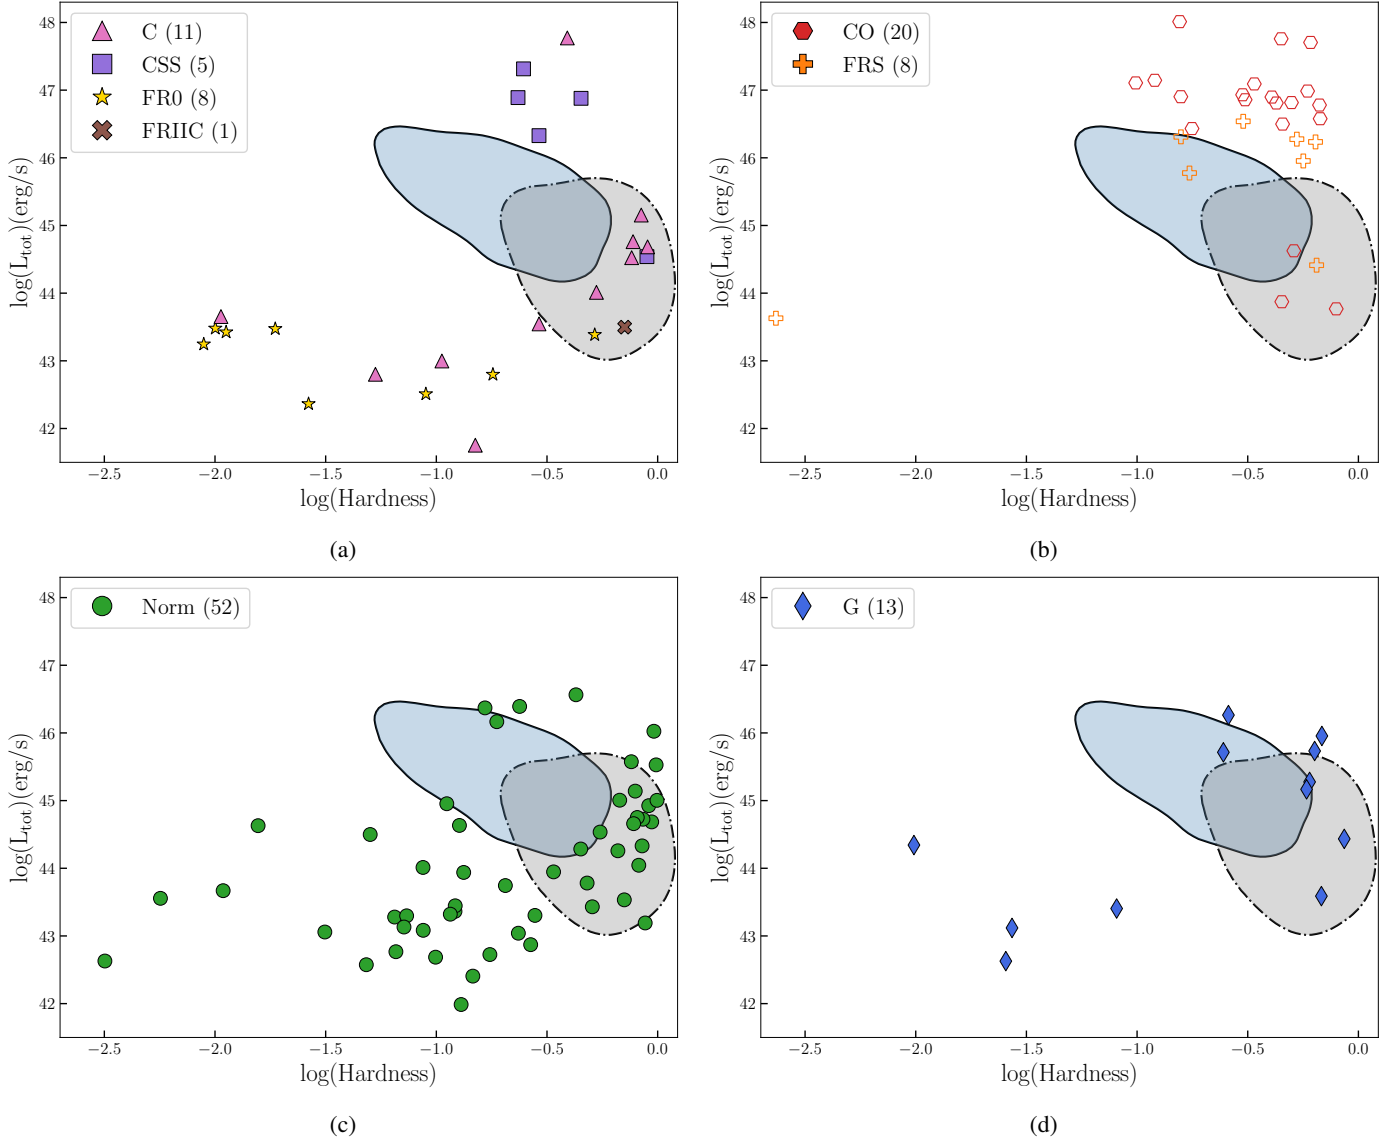 C (11)
CSS (5)
FR0 (8)
FRIIC (1)
48
47
46
45
44
43
42
log(L_tot)(erg/s)
−2.5 −2.0 −1.5 −1.0 −0.5 0.0
log(Hardness)
(a)
CO (20)
FRS (8)
48
47
46
45
44
43
42
log(L_tot)(erg/s)
−2.5 −2.0 −1.5 −1.0 −0.5 0.0
log(Hardness)
(b)
Norm (52)
48
47
46
45
44
43
42
log(L_tot)(erg/s)
−2.5 −2.0 −1.5 −1.0 −0.5 0.0
log(Hardness)
(c)
G (13)
48
47
46
45
44
43
42
log(L_tot)(erg/s)
−2.5 −2.0 −1.5 −1.0 −0.5 0.0
log(Hardness)
(d)